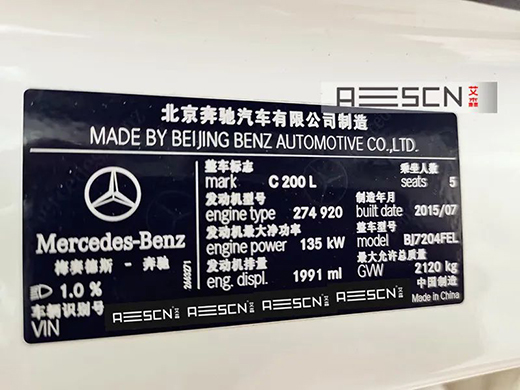 AESCN 艾森
北京奔驰汽车有限公司制造
MADE BY BEIJING BENZ AUTOMOTIVE CO.,LTD.
整车标志 乘坐人数
mark C 200 L seats 5
发动机型号 制造年月
engine type 274 920 built date 2015/07
发动机最大净功率 整车型号
engine power 135 kW model BJ7204FEL
发动机排量 最大允许总质量
eng. displ. 1991 ml GVW 2120 kg
中国制造
Made in China
Mercedes-Benz
梅赛德斯 - 奔驰
1.0 %
车辆识别号
VIN
AESCN AESCN AESCN AESCN